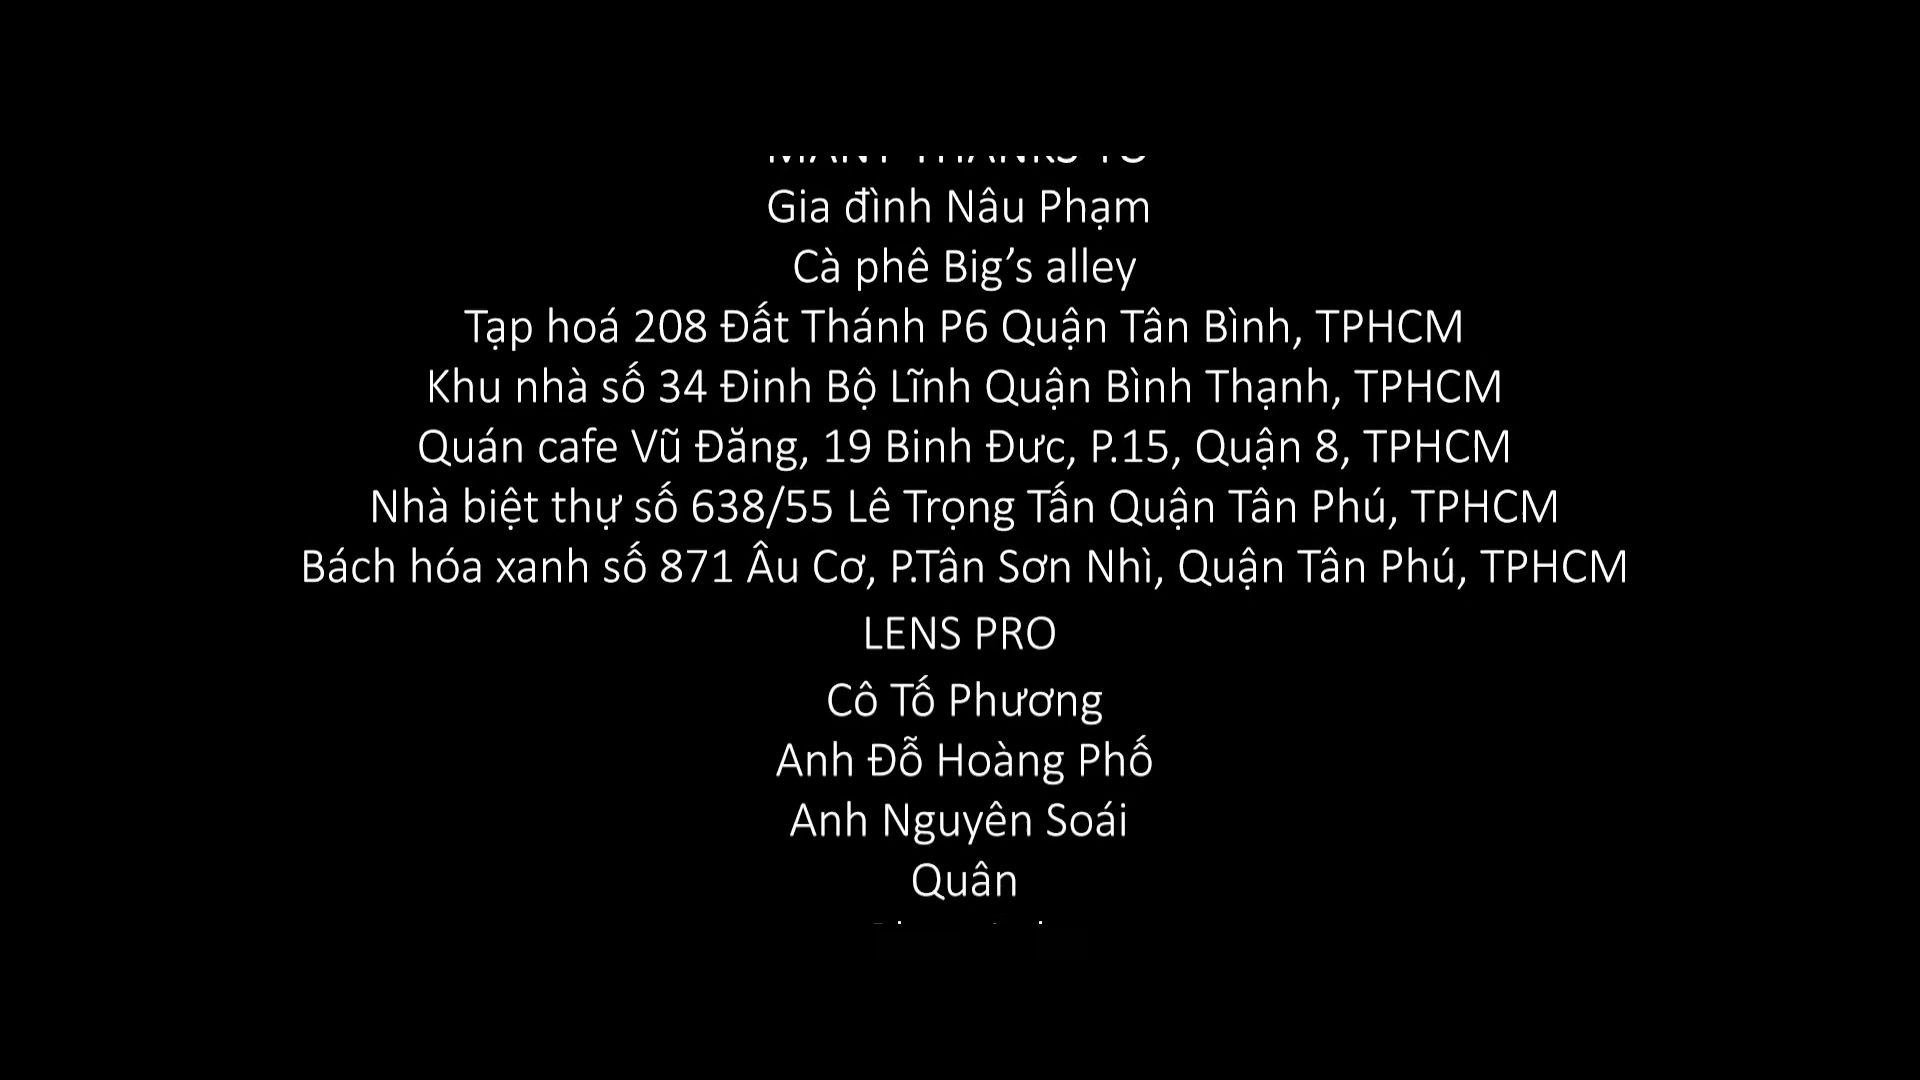 MANY THANKS TO
Gia đình Nâu Phạm
Cà phê Big’s alley
Tạp hoá 208 Đất Thánh P6 Quận Tân Bình, TPHCM
Khu nhà số 34 Đinh Bộ Lĩnh Quận Bình Thạnh, TPHCM
Quán cafe Vũ Đăng, 19 Binh Đưc, P.15, Quận 8, TPHCM
Nhà biệt thự số 638/55 Lê Trọng Tấn Quận Tân Phú, TPHCM
Bách hóa xanh số 871 Âu Cơ, P.Tân Sơn Nhì, Quận Tân Phú, TPHCM
LENS PRO
Cô Tố Phương
Anh Đỗ Hoàng Phố
Anh Nguyên Soái
Quân